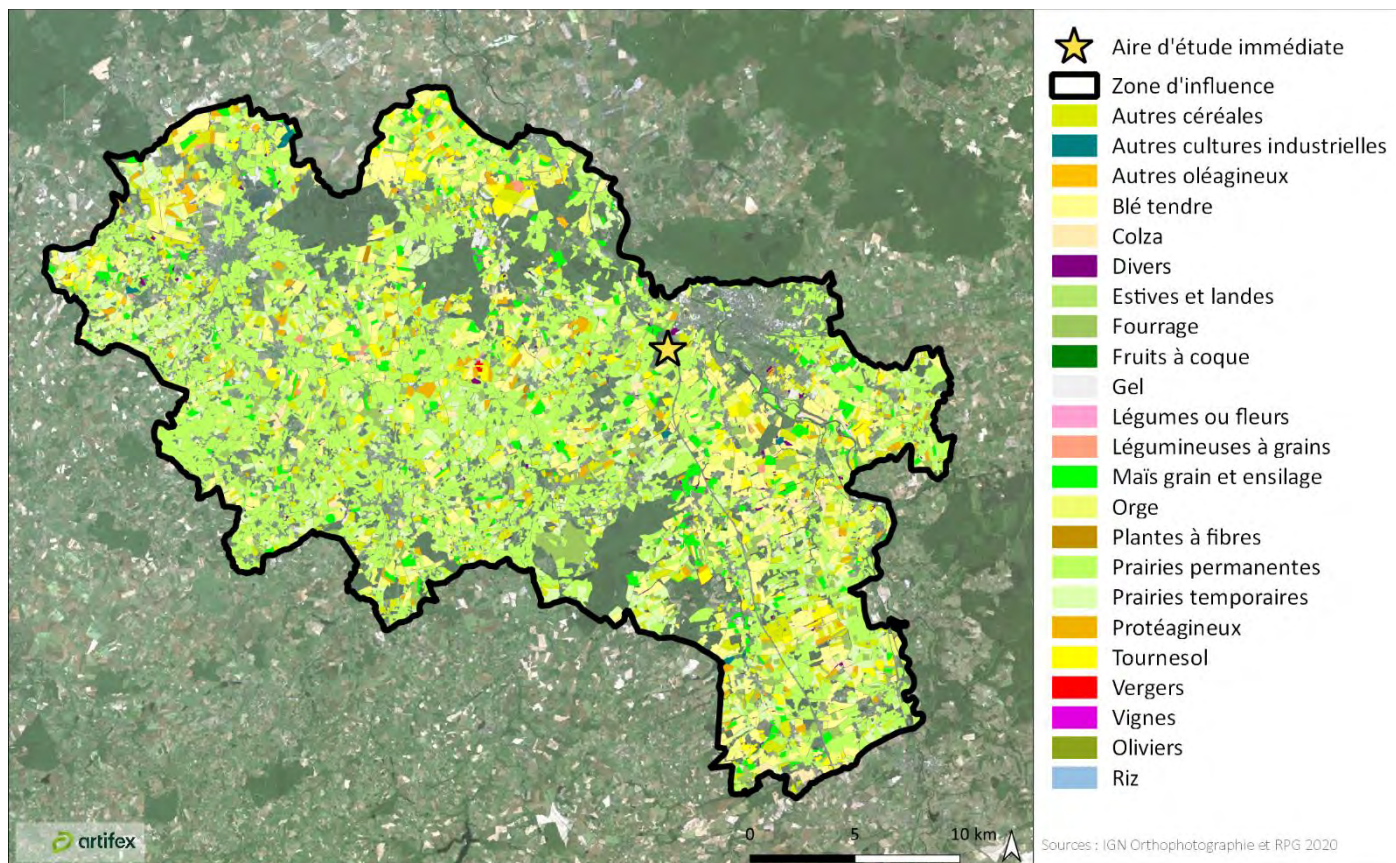 Aire d'étude immédiate
Zone d'influence
Autres céréales
Autres cultures industrielles
Autres oléagineux
Blé tendre
Colza
Divers
Estives et landes
Fourrage
Fruits à coque
Gel
Légumes ou fleurs
Légumineuses à grains
Maïs grain et ensilage
Orge
Plantes à fibres
Prairies permanentes
Prairies temporaires
Protéagineux
Tournesol
Vergers
Vignes
Oliviers
Riz
artifex
0 5 10 km
Sources : IGN Orthophotographie et RPG 2020